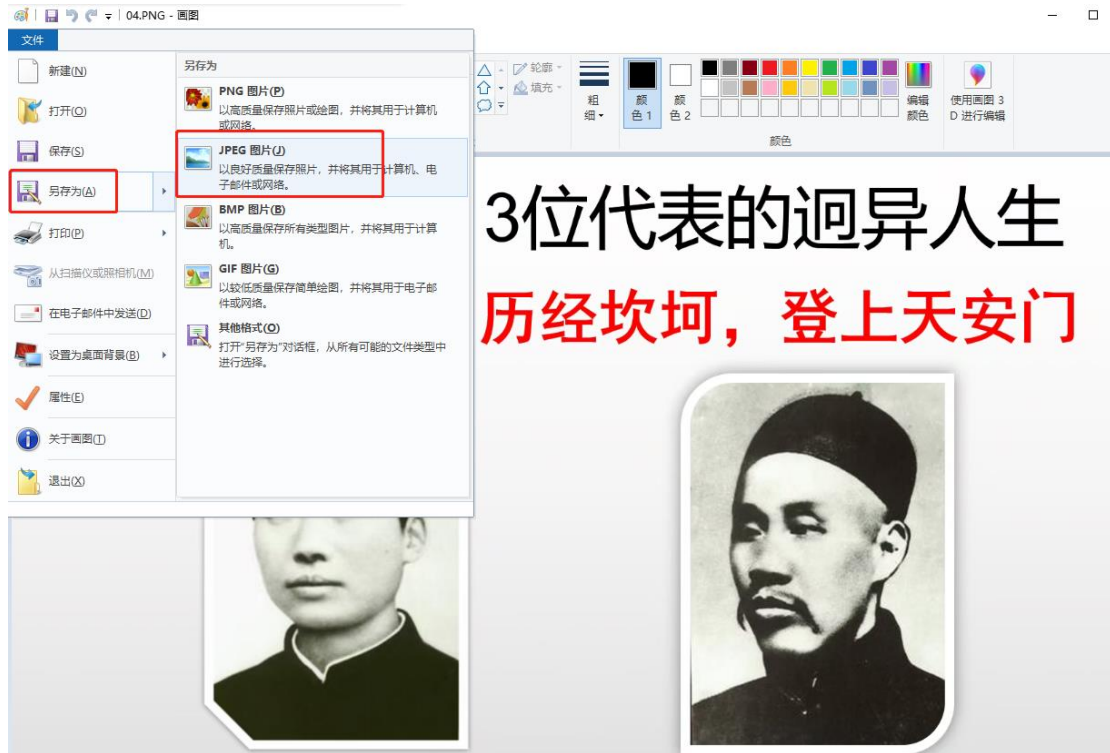 04.PNG - 画图
文件
新建(N)
打开(O)
保存(S)
另存为(A)
打印(P)
从扫描仪或照相机(M)
在电子邮件中发送(D)
设置为桌面背景(B)
属性(E)
关于画图(T)
退出(X)
另存为
PNG 图片(P)
以高质量保存照片或绘图，并将其用于计算机
或网络。
JPEG 图片(J)
以良好质量保存照片，并将其用于计算机、电
子邮件或网络。
BMP 图片(B)
以高质量保存所有类型图片，并将其用于计算
机。
GIF 图片(G)
以较低质量保存简单绘图，并将其用于电子邮
件或网络。
其他格式(O)
打开“另存为”对话框，从所有可能的文件类型中
进行选择。
轮廓
填充
粗
细
颜
色 1
颜
色 2
编辑
颜色
使用画图 3
D 进行编辑
颜色
3位代表的迥异人生
历经坎坷，登上天安门